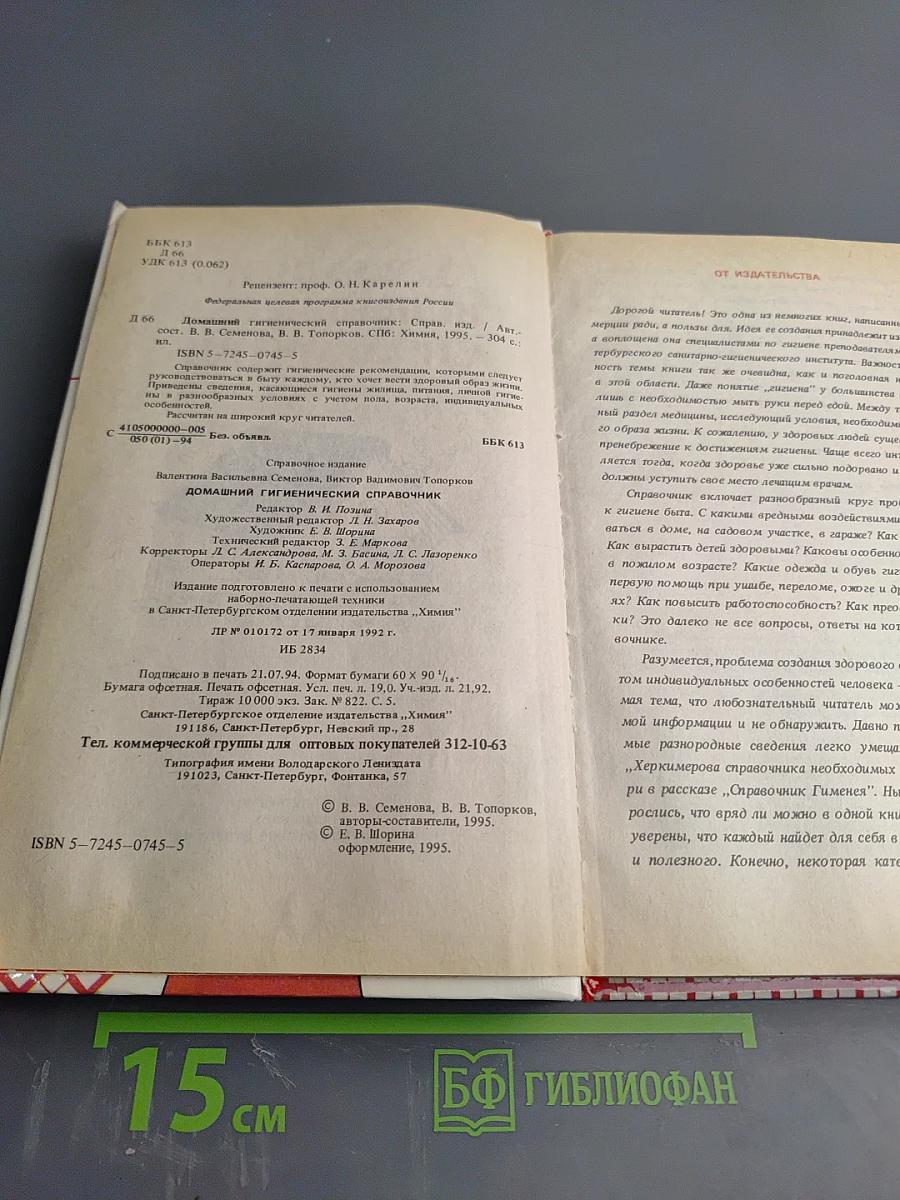 ББК 613
Д 66
УДК 613 (0.062)
Рецензент: проф. О. Н. Карелин
Федеральная целевая программа книгоиздания России
Д 66 Домашний гигиенический справочник: Справ. изд. / Авт.-
сост. В. В. Семенова, В. В. Топорков. СПб: Химия, 1995. – 304 с.:
ил.
ISBN 5–7245–0745–5
Справочник содержит гигиенические рекомендации, которыми следует
руководствоваться в быту каждому, кто хочет вести здоровый образ жизни.
Приведены сведения, касающиеся гигиены жилища, питания, личной гигие-
ны в разнообразных условиях с учетом пола, возраста, индивидуальных
особенностей.
Рассчитан на широкий круг читателей.
С 4105000000–005
050 (01) –94 Без. объявл.
ББК 613
Справочное издание
Валентина Васильевна Семенова, Виктор Вадимович Топорков
ДОМАШНИЙ ГИГИЕНИЧЕСКИЙ СПРАВОЧНИК
Редактор В. И. Позина
Художественный редактор Л. Н. Захаров
Художник Е. В. Шорина
Технический редактор З. Е. Маркова
Корректоры Л. С. Александрова, М. З. Басина, Л. С. Лазоренко
Операторы И. Б. Каспарова, О. А. Морозова
Издание подготовлено к печати с использованием
наборно-печатающей техники
в Санкт-Петербургском отделении издательства „Химия"
ЛР № 010172 от 17 января 1992 г.
ИБ 2834
Подписано в печать 21.07.94. Формат бумаги 60 × 90 1/16.
Бумага офсетная. Печать офсетная. Усл. печ. л. 19,0. Уч.-изд. л. 21,92.
Тираж 10 000 экз. Зак. № 822. С. 5.
Санкт-Петербургское отделение издательства „Химия"
191186, Санкт-Петербург, Невский пр., 28
Тел. коммерческой группы для оптовых покупателей 312-10-63
Типография имени Володарского Лениздата
191023, Санкт-Петербург, Фонтанка, 57
© В. В. Семенова, В. В. Топорков,
авторы-составители, 1995.
© Е. В. Шорина
оформление, 1995.
ISBN 5–7245–0745–5
ОТ ИЗДАТЕЛЬСТВА
Дорогой читатель! Это одна из немногих книг, написанны
мерции ради, а пользы для. Идея ее создания принадлежит из
а воплощена она специалистами по гигиене преподавателям
тербургского санитарно-гигиенического института. Важност
ность темы книги так же очевидна, как и поголовная н
в этой области. Даже понятие „гигиена" у большинства
лишь с необходимостью мыть руки перед едой. Между т
ный раздел медицины, исследующий условия, необходимы
го образа жизни. К сожалению, у здоровых людей суще
пренебрежение к достижениям гигиены. Чаще всего инт
ляется тогда, когда здоровье уже сильно подорвано и
должны уступить свое место лечащим врачам.
Справочник включает разнообразный круг про
к гигиене быта. С какими вредными воздействиями
ваться в доме, на садовом участке, в гараже? Как
Как вырастить детей здоровыми? Каковы особенно
в пожилом возрасте? Какие одежда и обувь гиг
первую помощь при ушибе, переломе, ожоге и др
ях? Как повысить работоспособность? Как прео
ки? Это далеко не все вопросы, ответы на кот
вочнике.
Разумеется, проблема создания здорового
том индивидуальных особенностей человека –
мая тема, что любознательный читатель мож
мой информации и не обнаружить. Давно п
мые разнородные сведения легко умеща
„Херкимерова справочника необходимых
ри в рассказе „Справочник Гименея". Ны
рослись, что вряд ли можно в одной кни
уверены, что каждый найдет для себя в
и полезного. Конечно, некоторая кате
15 см
БФ ГИБЛИОФАН